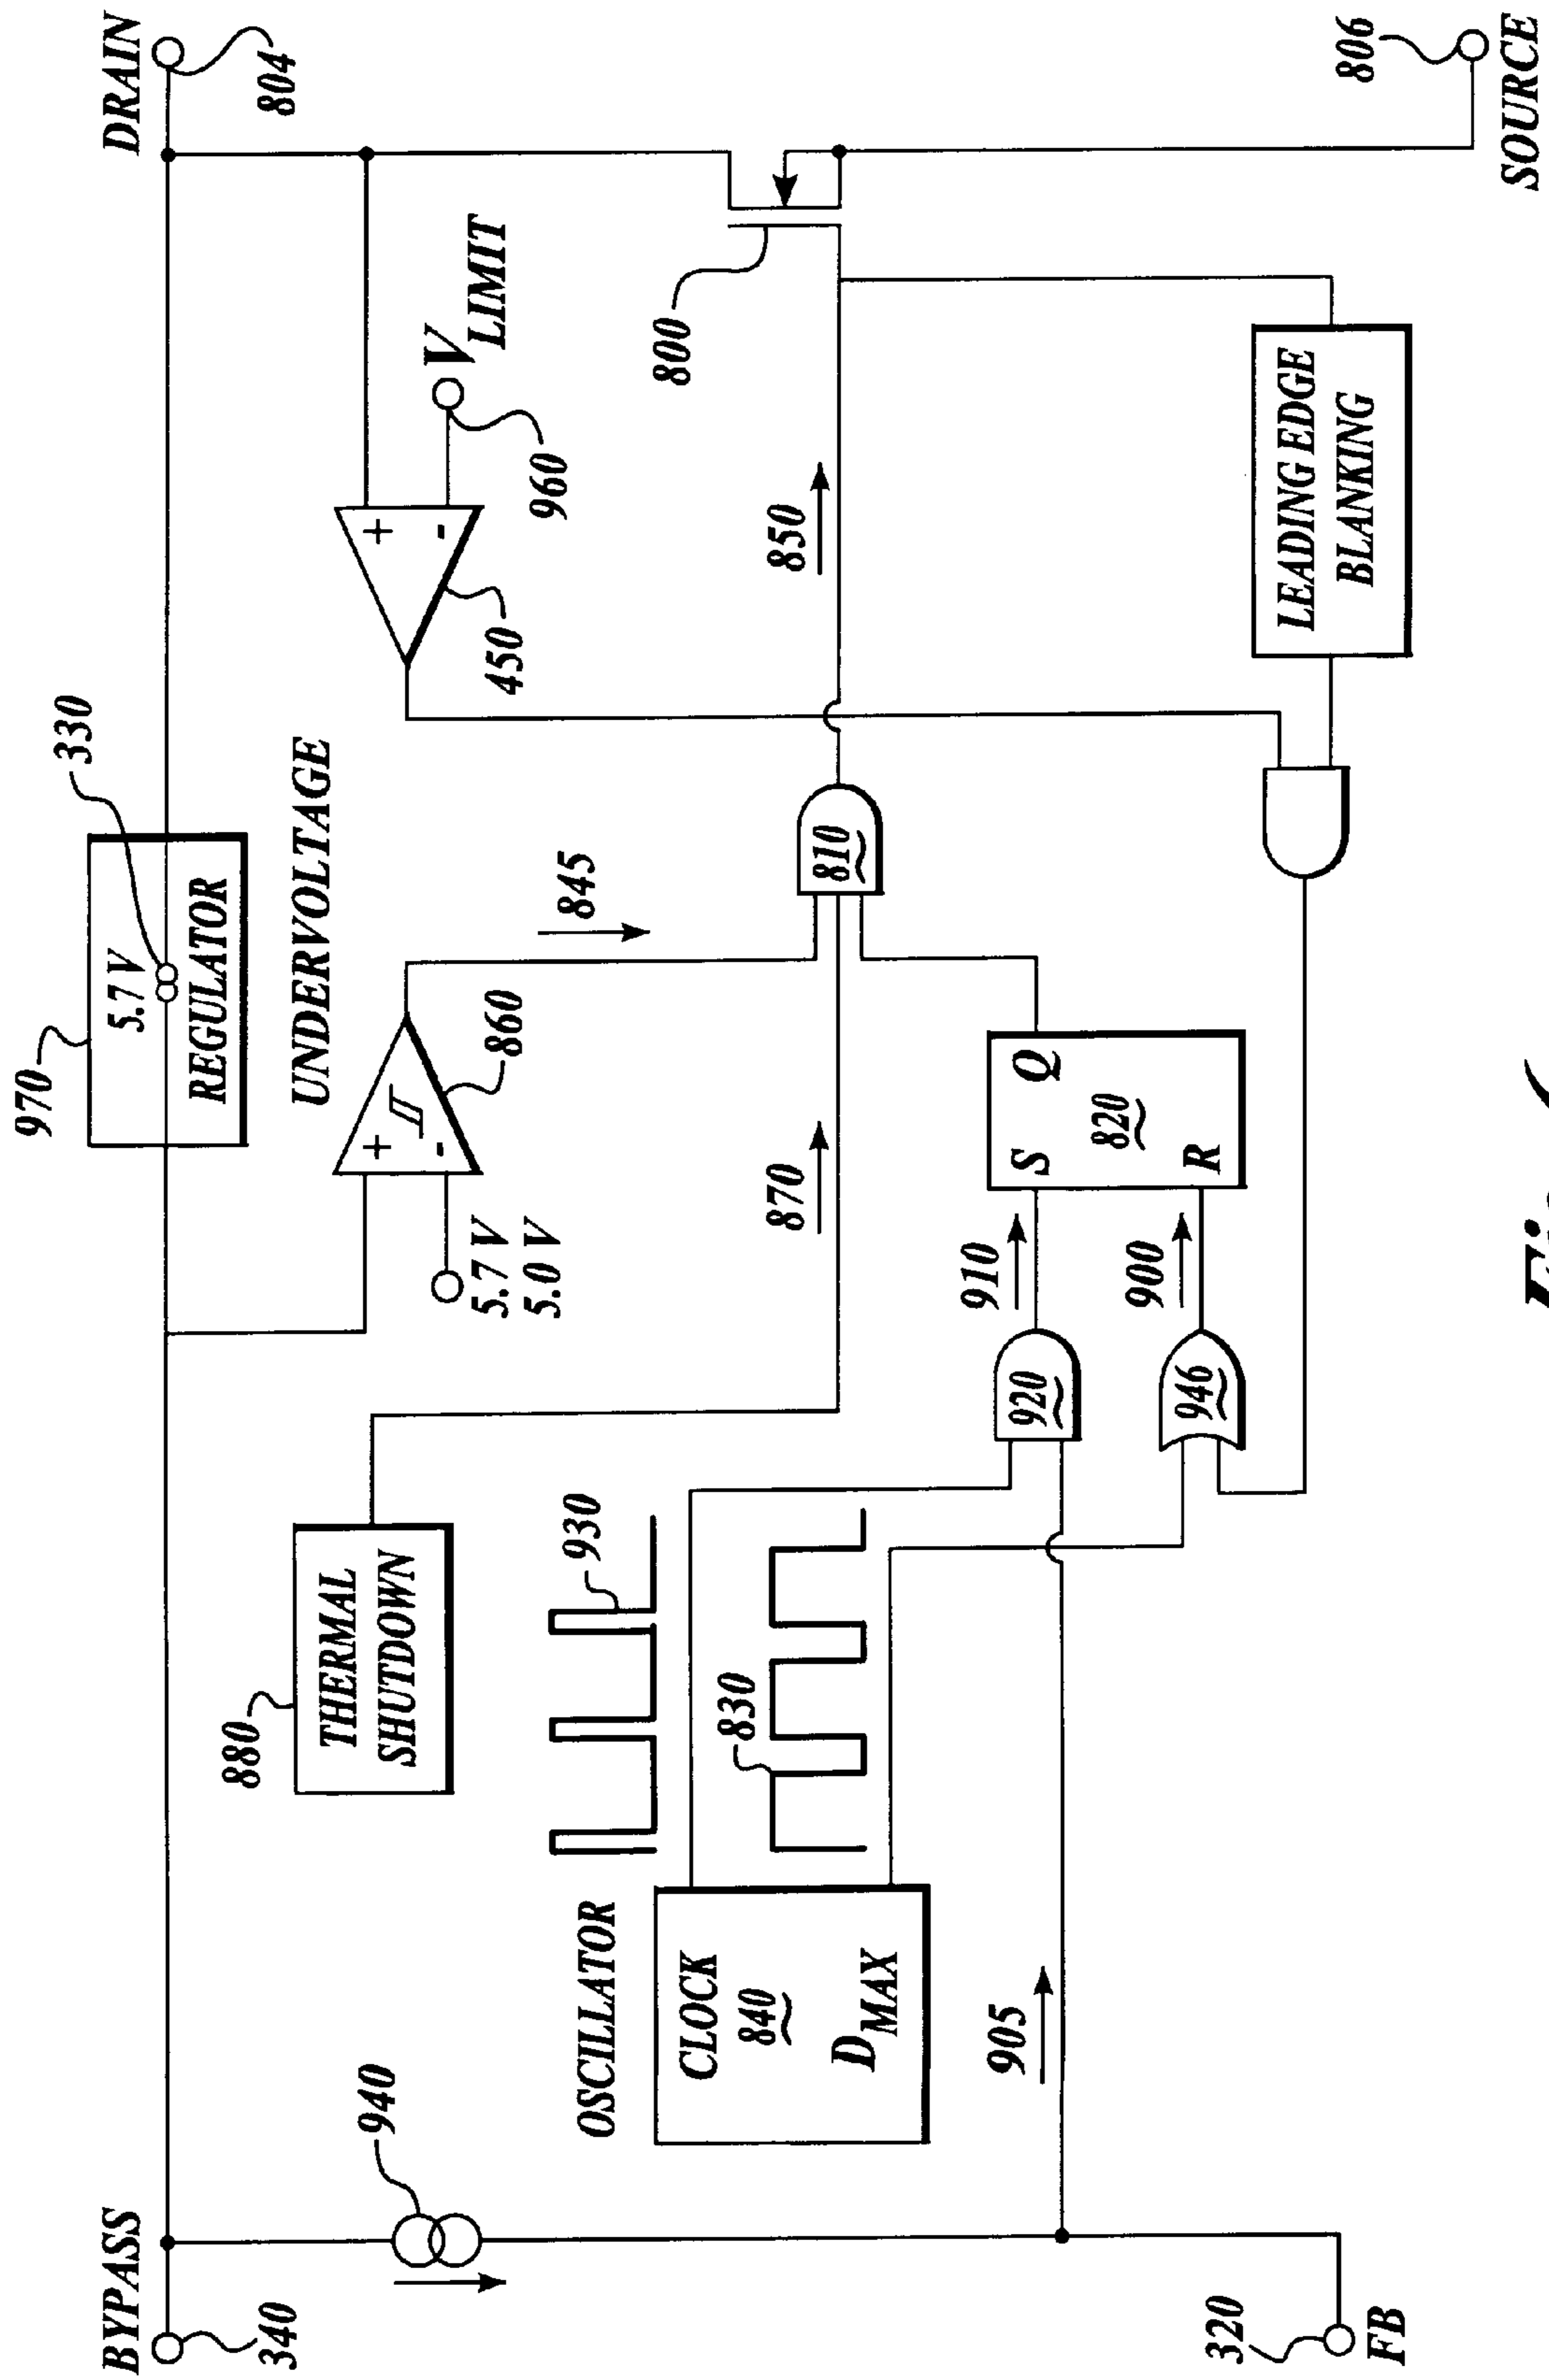 BYPASS
340
940
970
5.7 V
330
REGULATOR
DRAIN
804
880
THERMAL
SHUTDOWN
UNDERVOLTAGE
+
-
860
5.7 V
5.0 V
845
+
-
450
V LIMIT
960
OSCILLATOR
CLOCK
840
D MAX
930
830
870
810
850
800
905
920
910
S
Q
820
R
946
900
LEADING EDGE
BLANKING
320
FB
806
SOURCE